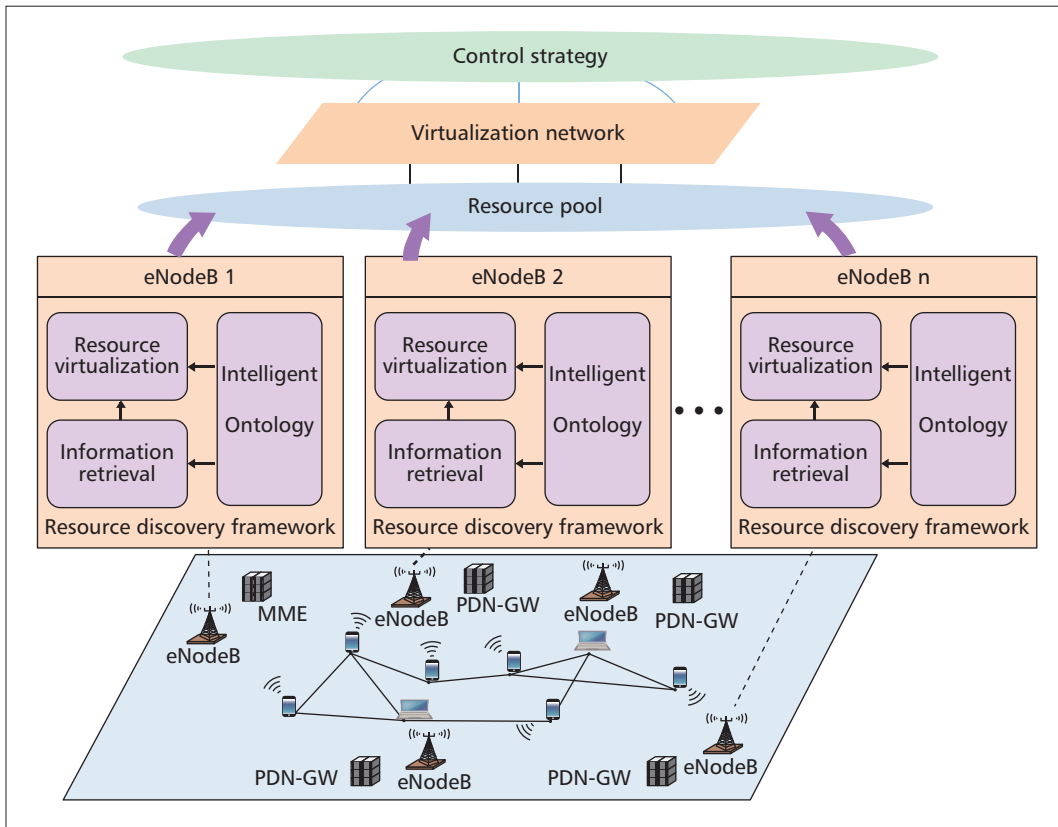 Control strategy
Virtualization network
Resource pool
eNodeB 1
Resource
virtualization
Intelligent
Ontology
Information
retrieval
Resource discovery framework
eNodeB 2
Resource
virtualization
Intelligent
Ontology
Information
retrieval
Resource discovery framework
eNodeB n
Resource
virtualization
Intelligent
Ontology
Information
retrieval
Resource discovery framework
MME
eNodeB
eNodeB
PDN-GW
eNodeB
PDN-GW
PDN-GW
eNodeB
PDN-GW
eNodeB